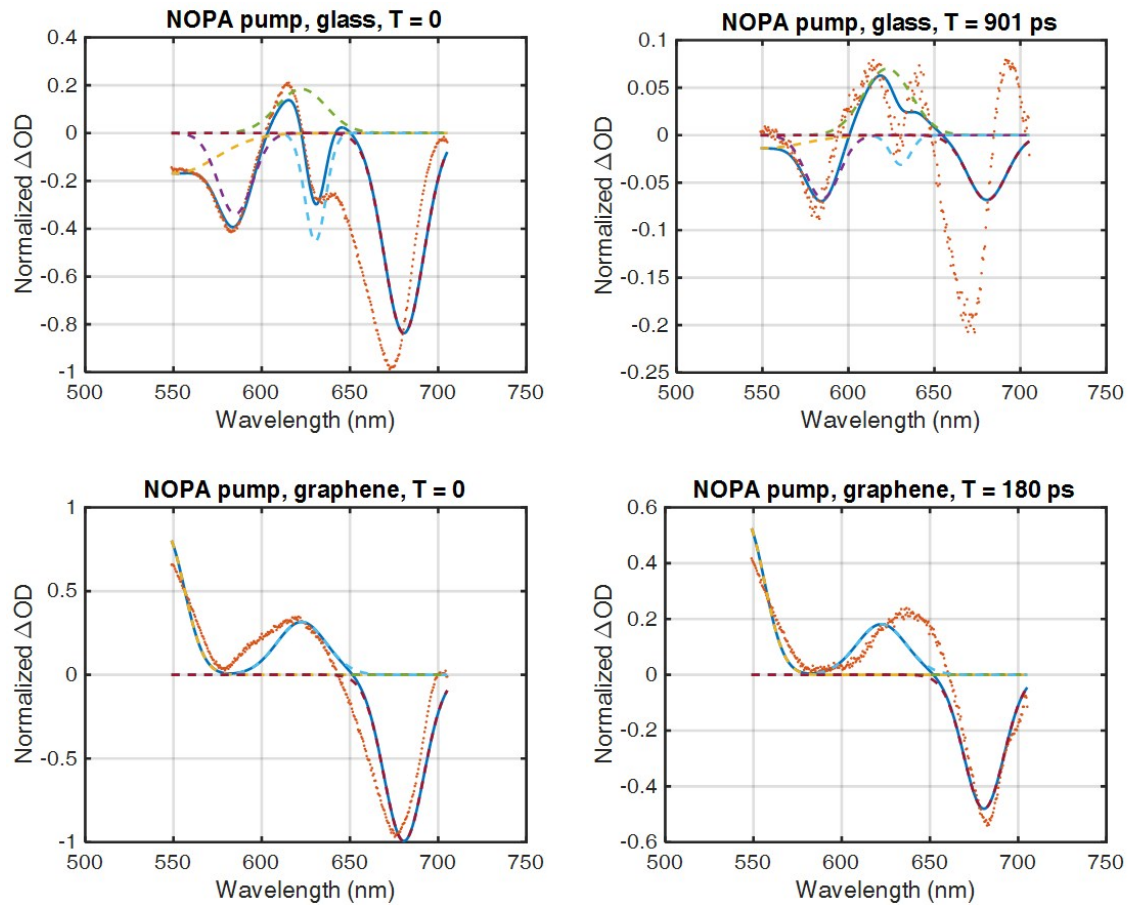 NOPA pump, glass, T = 0
Normalized ΔOD
0.4
0.2
0
-0.2
-0.4
-0.6
-0.8
-1
500 550 600 650 700 750
Wavelength (nm)
NOPA pump, glass, T = 901 ps
Normalized ΔOD
0.1
0.05
0
-0.05
-0.1
-0.15
-0.2
-0.25
500 550 600 650 700 750
Wavelength (nm)
NOPA pump, graphene, T = 0
Normalized ΔOD
1
0.5
0
-0.5
-1
500 550 600 650 700 750
Wavelength (nm)
NOPA pump, graphene, T = 180 ps
Normalized ΔOD
0.6
0.4
0.2
0
-0.2
-0.4
-0.6
500 550 600 650 700 750
Wavelength (nm)